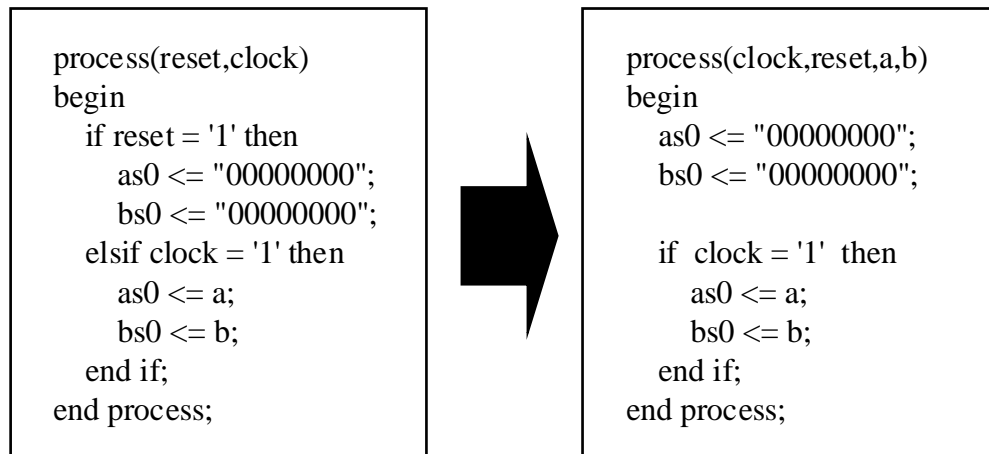 process(reset,clock)
begin
if reset = '1' then
as0 <= "00000000";
bs0 <= "00000000";
elsif clock = '1' then
as0 <= a;
bs0 <= b;
end if;
end process;
process(clock,reset,a,b)
begin
as0 <= "00000000";
bs0 <= "00000000";
if clock = '1' then
as0 <= a;
bs0 <= b;
end if;
end process;